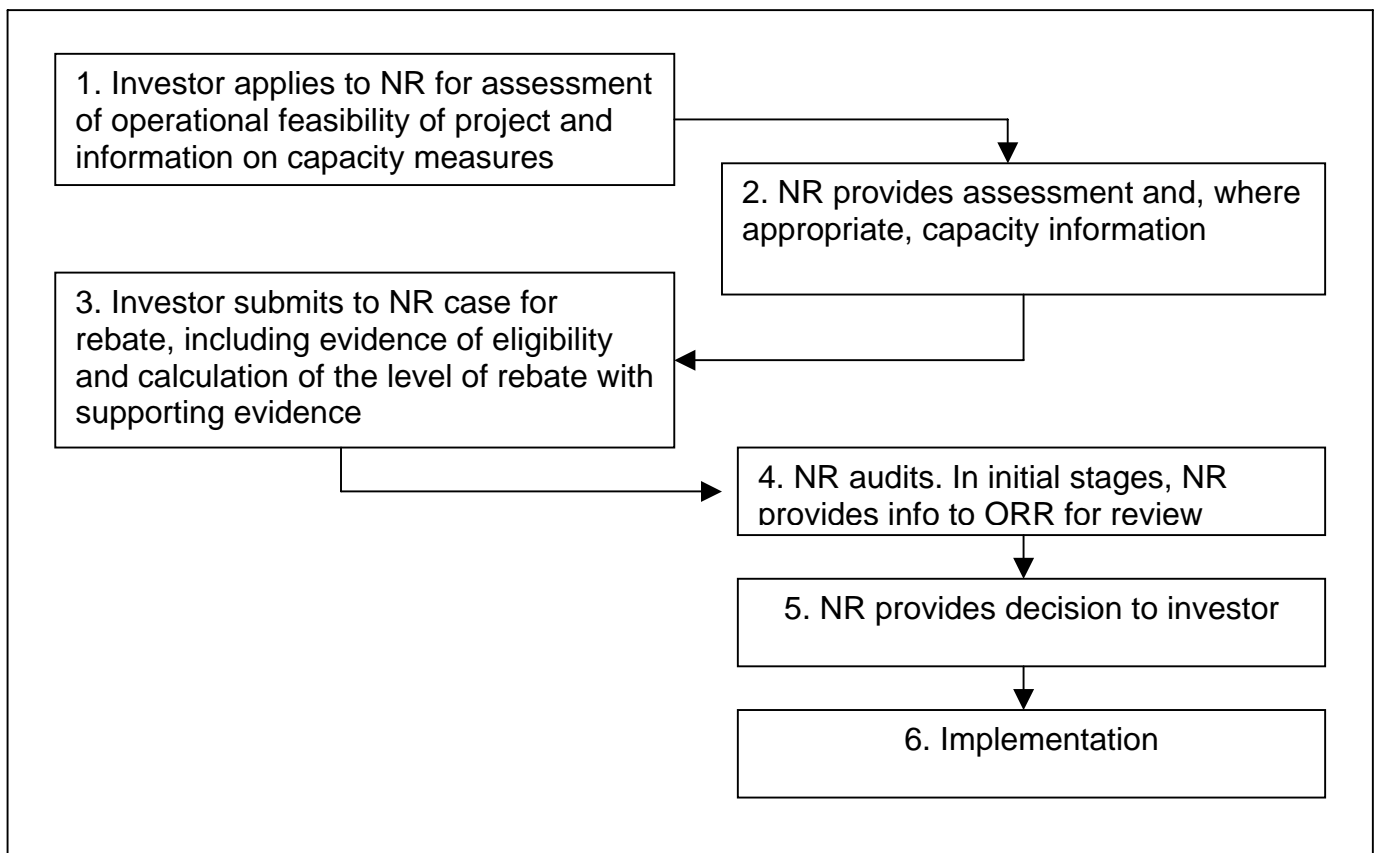 1. Investor applies to NR for assessment
of operational feasibility of project and
information on capacity measures
2. NR provides assessment and, where
appropriate, capacity information
3. Investor submits to NR case for
rebate, including evidence of eligibility
and calculation of the level of rebate with
supporting evidence
4. NR audits. In initial stages, NR
provides info to ORR for review
5. NR provides decision to investor
6. Implementation